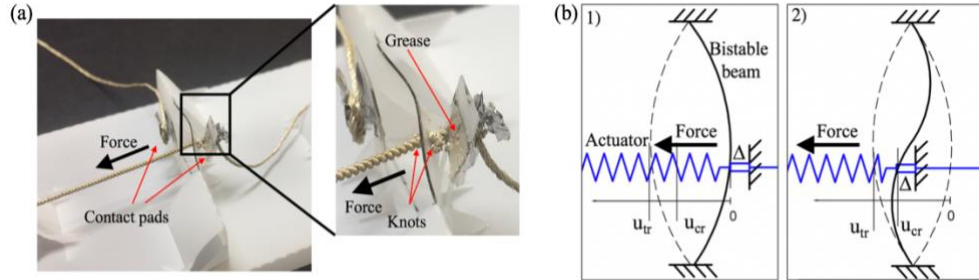 (a)
Grease
Force
Force
Contact pads
Knots
(b)
1)
Bistable
beam
Actuator
Force
Δ
0
u_tr
u_cr
2)
Force
Δ
0
u_tr
u_cr